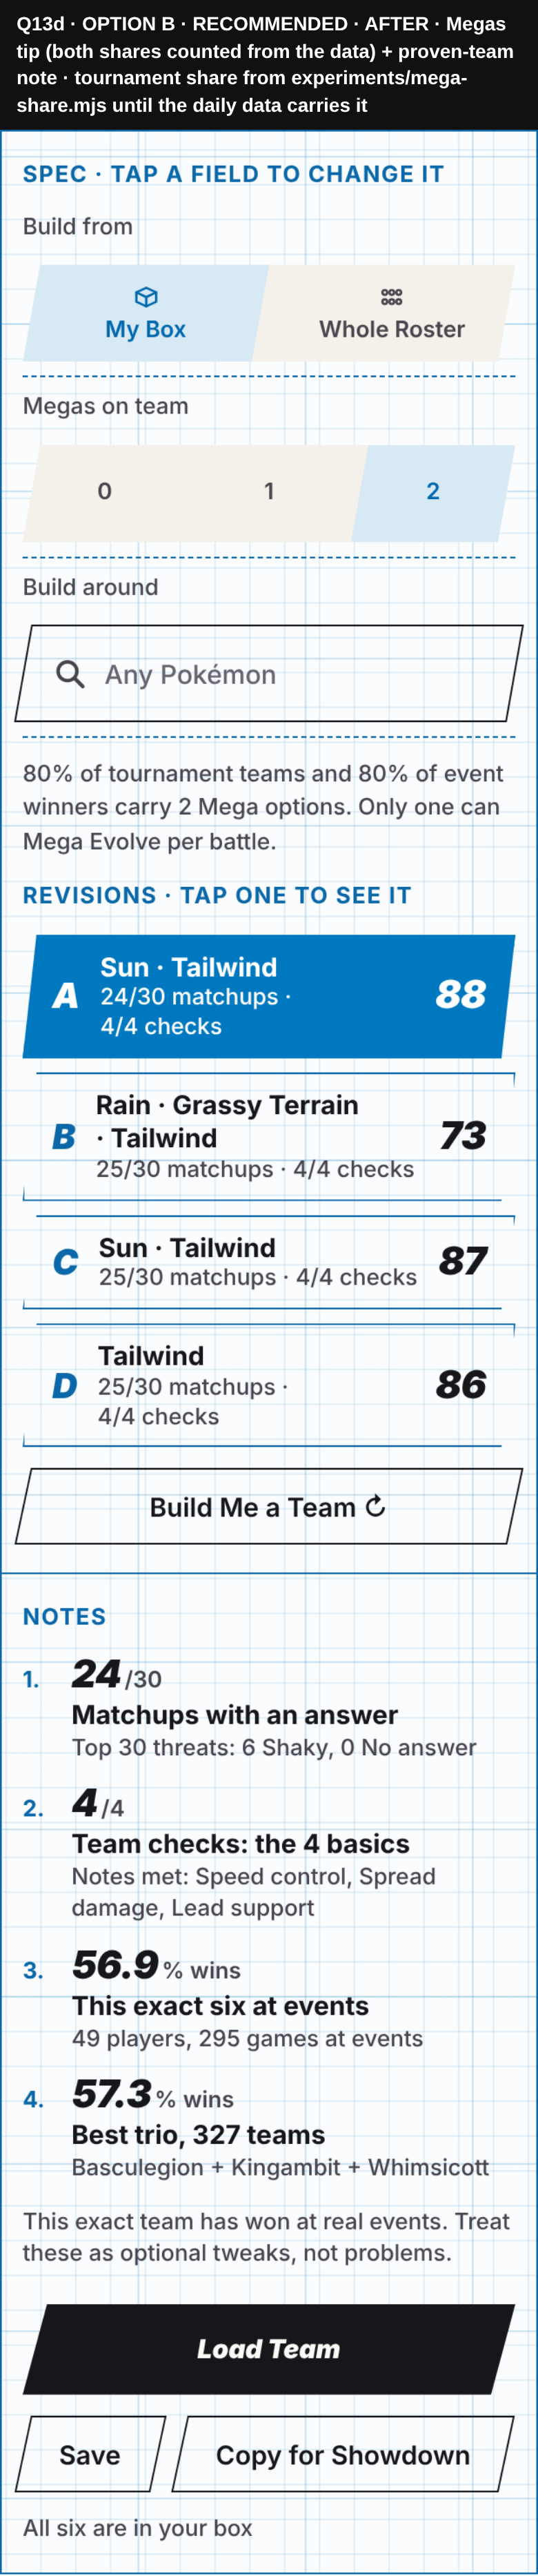 Q13d · OPTION B · RECOMMENDED · AFTER · Megas
tip (both shares counted from the data) + proven-team
note · tournament share from experiments/mega-
share.mjs until the daily data carries it
SPEC · TAP A FIELD TO CHANGE IT
Build from
My Box
Whole Roster
Megas on team
0
1
2
Build around
Any Pokémon
80% of tournament teams and 80% of event
winners carry 2 Mega options. Only one can
Mega Evolve per battle.
REVISIONS · TAP ONE TO SEE IT
A
Sun · Tailwind
24/30 matchups ·
4/4 checks
88
B
Rain · Grassy Terrain
· Tailwind
25/30 matchups · 4/4 checks
73
C
Sun · Tailwind
25/30 matchups · 4/4 checks
87
D
Tailwind
25/30 matchups ·
4/4 checks
86
Build Me a Team
NOTES
1. 24/30
Matchups with an answer
Top 30 threats: 6 Shaky, 0 No answer
2. 4/4
Team checks: the 4 basics
Notes met: Speed control, Spread
damage, Lead support
3. 56.9% wins
This exact six at events
49 players, 295 games at events
4. 57.3% wins
Best trio, 327 teams
Basculegion + Kingambit + Whimsicott
This exact team has won at real events. Treat
these as optional tweaks, not problems.
Load Team
Save
Copy for Showdown
All six are in your box